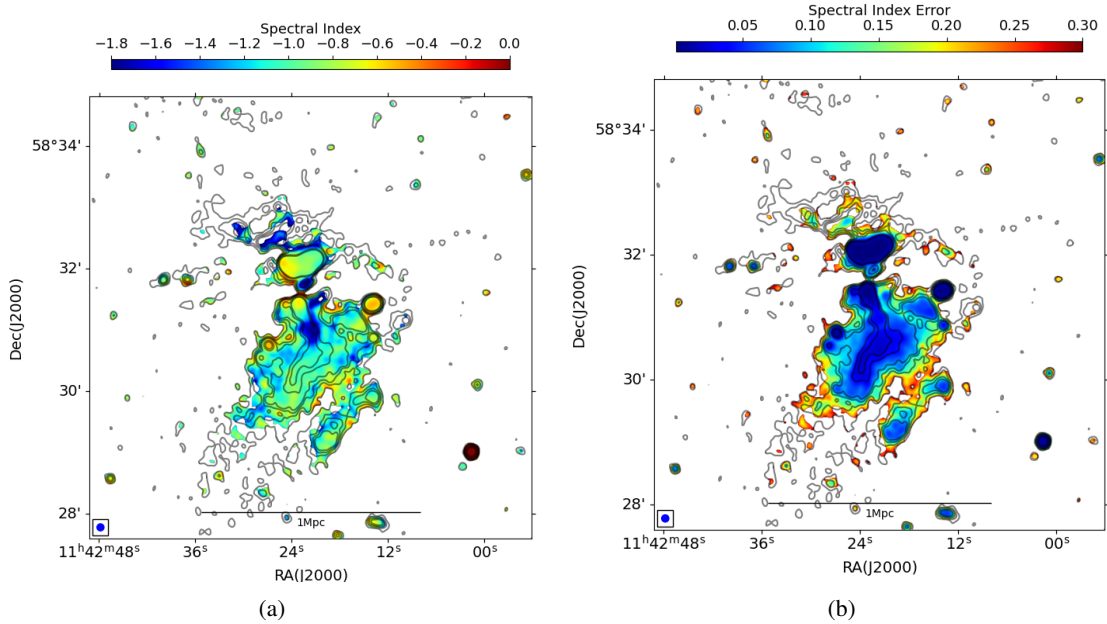 Spectral Index
−1.8 −1.6 −1.4 −1.2 −1.0 −0.8 −0.6 −0.4 −0.2 0.0
58°34'
32'
30'
28'
Dec(J2000)
1Mpc
11ʰ42ᵐ48ˢ 36ˢ 24ˢ 12ˢ 00ˢ
RA(J2000)
(a)
Spectral Index Error
0.05 0.10 0.15 0.20 0.25 0.30
58°34'
32'
30'
28'
Dec(J2000)
1Mpc
11ʰ42ᵐ48ˢ 36ˢ 24ˢ 12ˢ 00ˢ
RA(J2000)
(b)